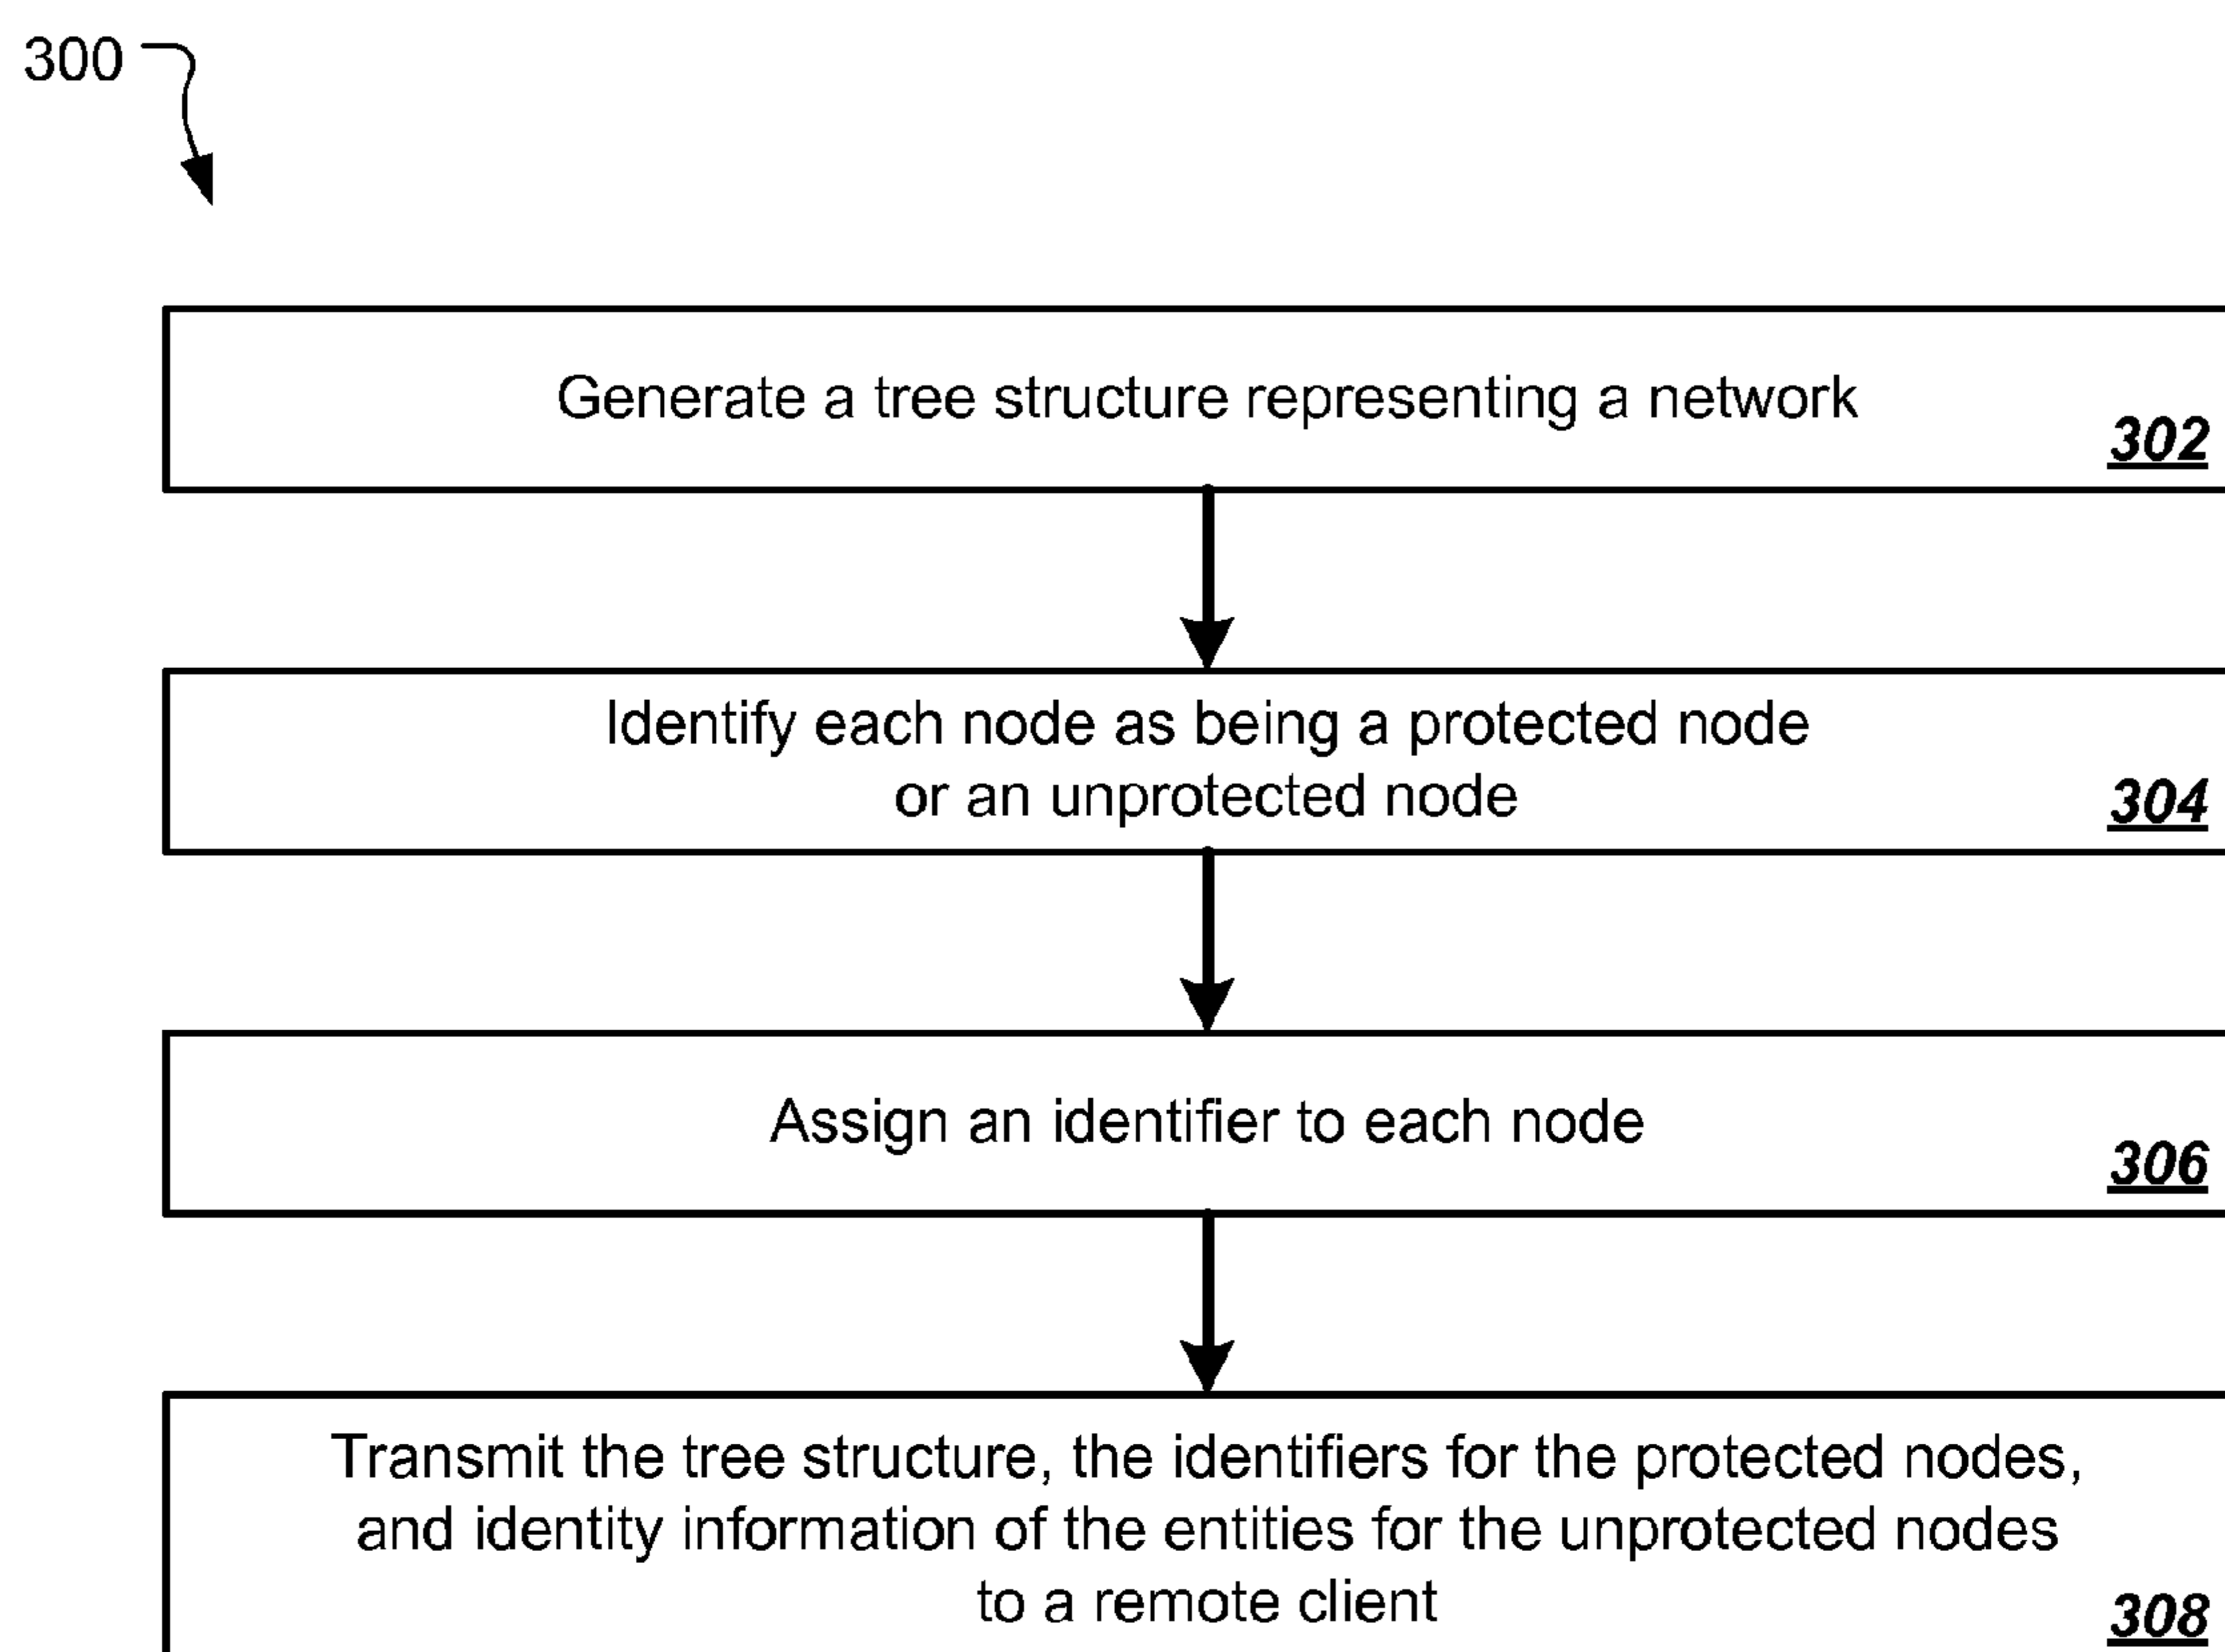 300
Generate a tree structure representing a network
302
Identify each node as being a protected node
or an unprotected node
304
Assign an identifier to each node
306
Transmit the tree structure, the identifiers for the protected nodes,
and identity information of the entities for the unprotected nodes
to a remote client
308